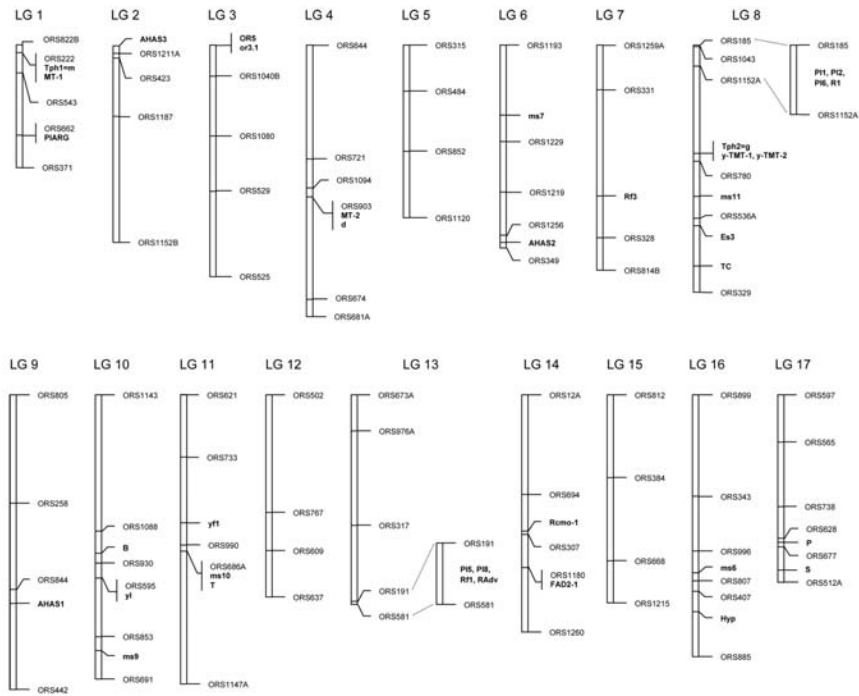 LG 1
ORS822B
ORS222
Tph1=m
MT-1
ORS543
ORS662
PIARG
ORS371
LG 2
AHAS3
ORS1211A
ORS423
ORS1187
ORS1152B
LG 3
ORS
or3.1
ORS1040B
ORS1080
ORS529
ORS525
LG 4
ORS644
ORS721
ORS1094
ORS903
MT-2
d
ORS674
ORS681A
LG 5
ORS315
ORS484
ORS852
ORS1120
LG 6
ORS1193
ms7
ORS1229
ORS1219
ORS1256
AHAS2
ORS349
LG 7
ORS1259A
ORS331
Rf3
ORS328
ORS814B
LG 8
ORS185
ORS1043
ORS1152A
Tph2=g
y-TMT-1, y-TMT-2
ORS780
ms11
ORS536A
Es3
TC
ORS329
ORS185
Pl1, Pl2,
Pl6, R1
ORS1152A
LG 9
ORS805
ORS258
ORS844
AHAS1
ORS442
LG 10
ORS1143
ORS1088
B
ORS930
ORS595
yl
ORS853
ms9
ORS691
LG 11
ORS621
ORS733
yf1
ORS990
ORS686A
ms10
T
ORS1147A
LG 12
ORS502
ORS767
ORS609
ORS637
LG 13
ORS673A
ORS976A
ORS317
ORS191
ORS581
ORS191
Pl5, Pl8,
Rf1, RAdv
ORS581
LG 14
ORS12A
ORS694
Rcmo-1
ORS307
ORS1180
FAD2-1
ORS1260
LG 15
ORS812
ORS384
ORS668
ORS1215
LG 16
ORS899
ORS343
ORS996
ms6
ORS807
ORS407
Hyp
ORS885
LG 17
ORS597
ORS565
ORS738
ORS628
P
ORS677
S
ORS512A